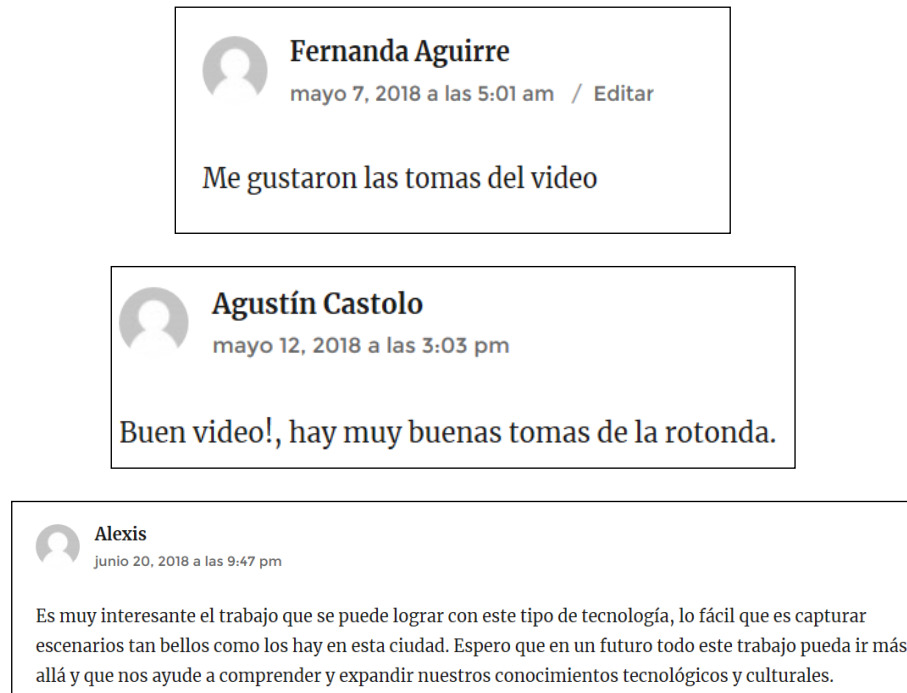 Fernanda Aguirre
mayo 7, 2018 a las 5:01 am / Editar
Me gustaron las tomas del video
Agustín Castolo
mayo 12, 2018 a las 3:03 pm
Buen video!, hay muy buenas tomas de la rotonda.
Alexis
junio 20, 2018 a las 9:47 pm
Es muy interesante el trabajo que se puede lograr con este tipo de tecnología, lo fácil que es capturar
escenarios tan bellos como los hay en esta ciudad. Espero que en un futuro todo este trabajo pueda ir más
allá y que nos ayude a comprender y expandir nuestros conocimientos tecnológicos y culturales.